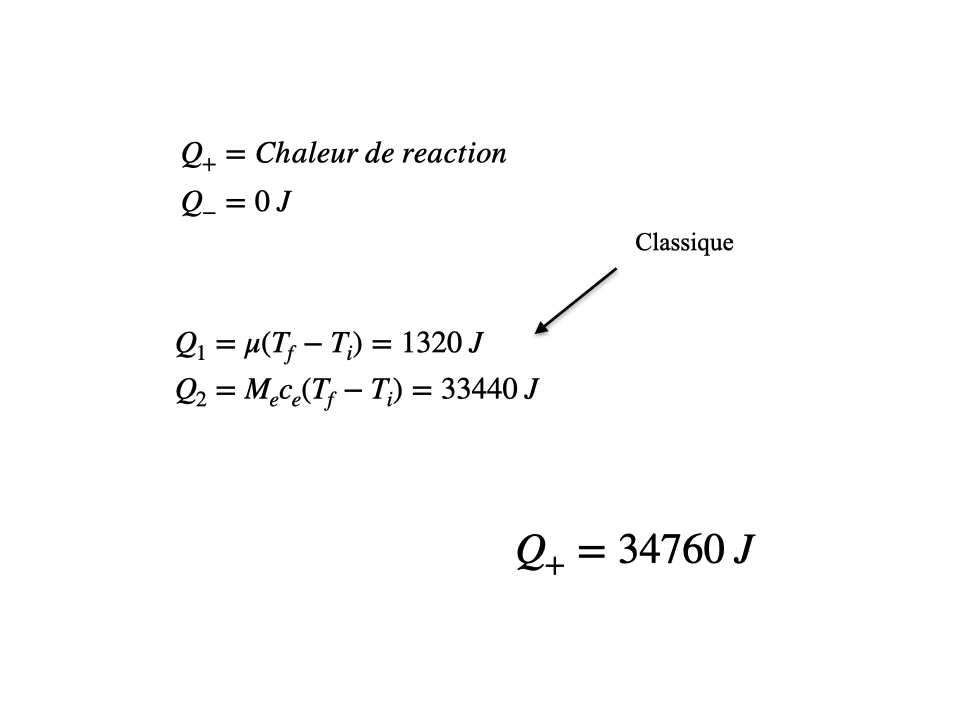 Q₊ = Chaleur de reaction
Q₋ = 0 J
Classique
Q₁ = μ(T_f − T_i) = 1320 J
Q₂ = M_e c_e(T_f − T_i) = 33440 J
Q₊ = 34760 J